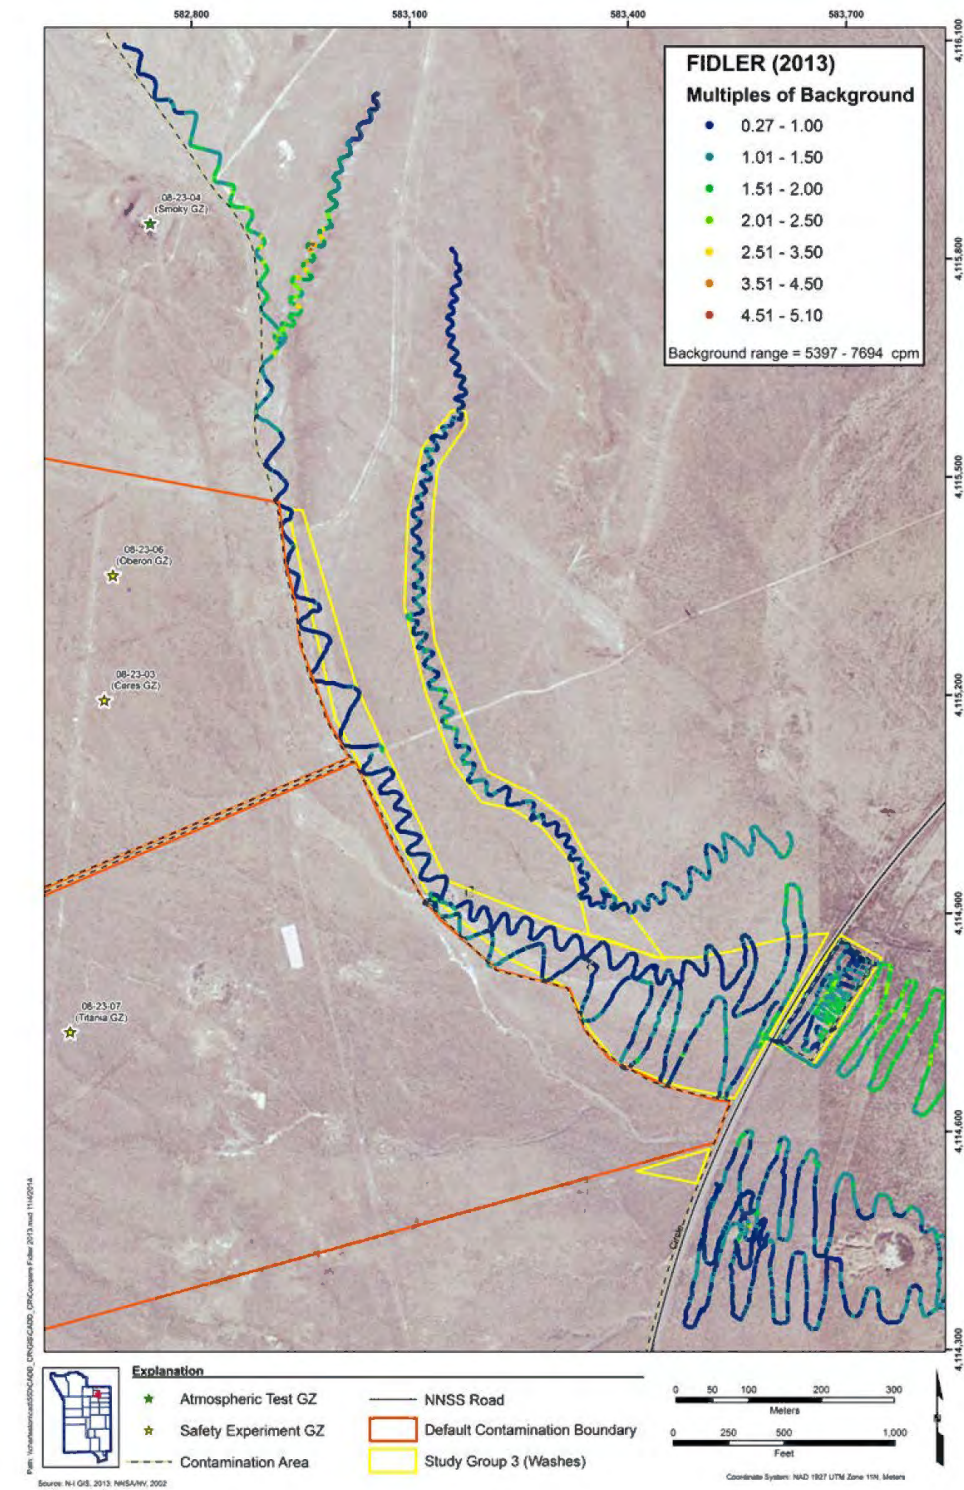 582,800
583,100
583,400
583,700
4,116,100
4,115,800
4,115,500
4,115,200
4,114,900
4,114,600
4,114,300
FIDLER (2013)
Multiples of Background
0.27 - 1.00
1.01 - 1.50
1.51 - 2.00
2.01 - 2.50
2.51 - 3.50
3.51 - 4.50
4.51 - 5.10
Background range = 5397 - 7694 cpm
08-23-04
(Smoky GZ)
08-23-06
(Oberon GZ)
08-23-03
(Ceres GZ)
08-23-07
(Titania GZ)
Circle
Explanation
Atmospheric Test GZ
Safety Experiment GZ
Contamination Area
NNSS Road
Default Contamination Boundary
Study Group 3 (Washes)
0 50 100 200 300
Meters
0 250 500 1,000
Feet
N
Source: N-I GIS, 2013; NNSA/NV, 2002
Coordinate System: NAD 1927 UTM Zone 11N, Meters